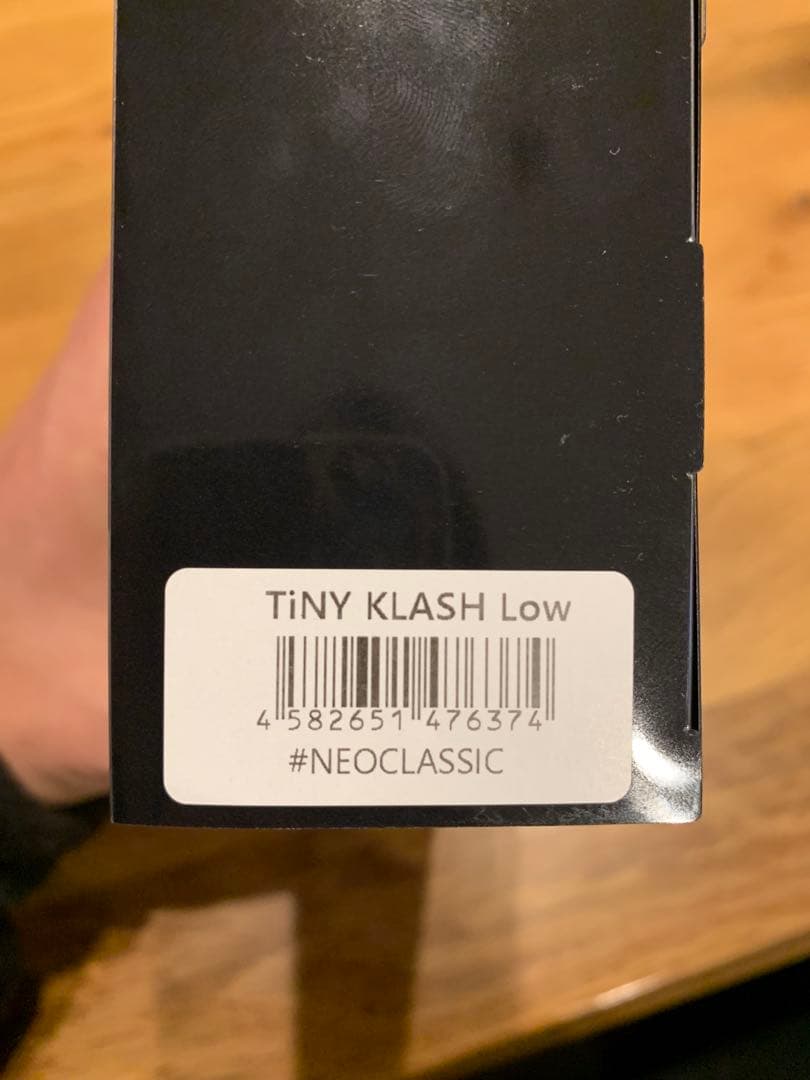 TiNY KLASH Low
4 582651 476374
#NEOCLASSIC